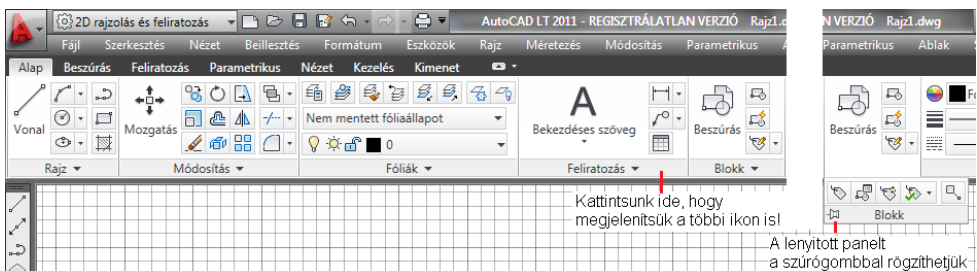 2D rajzolás és feliratozás
AutoCAD LT 2011 - REGISZTRÁLATLAN VERZIÓ Rajz1.
N VERZIÓ Rajz1.dwg
Fájl Szerkesztés Nézet Beillesztés Formátum Eszközök Rajz Méretezés Módosítás Parametrikus
Parametrikus Ablak
Alap Beszúrás Feliratozás Parametrikus Nézet Kezelés Kimenet
Vonal
Mozgatás
Nem mentett fóliaállapot
0
A
Bekezdéses szöveg
Beszúrás
Beszúrás
Rajz Módosítás Fóliák Feliratozás Blokk
Blokk
Kattintsunk ide, hogy
megjelenítsük a többi ikon is!
A lenyitott panelt
a szúrógombbal rögzíthetjük